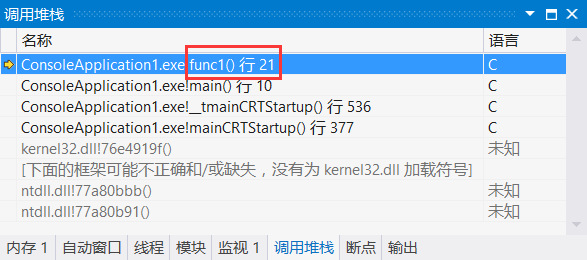 调用堆栈
名称 语言
ConsoleApplication1.exe!func1() 行 21 C
ConsoleApplication1.exe!main() 行 10 C
ConsoleApplication1.exe!__tmainCRTStartup() 行 536 C
ConsoleApplication1.exe!mainCRTStartup() 行 377 C
kernel32.dll!76e4919f() 未知
[下面的框架可能不正确和/或缺失，没有为 kernel32.dll 加载符号]
ntdll.dll!77a80bbb() 未知
ntdll.dll!77a80b91() 未知
内存 1 自动窗口 线程 模块 监视 1 调用堆栈 断点 输出